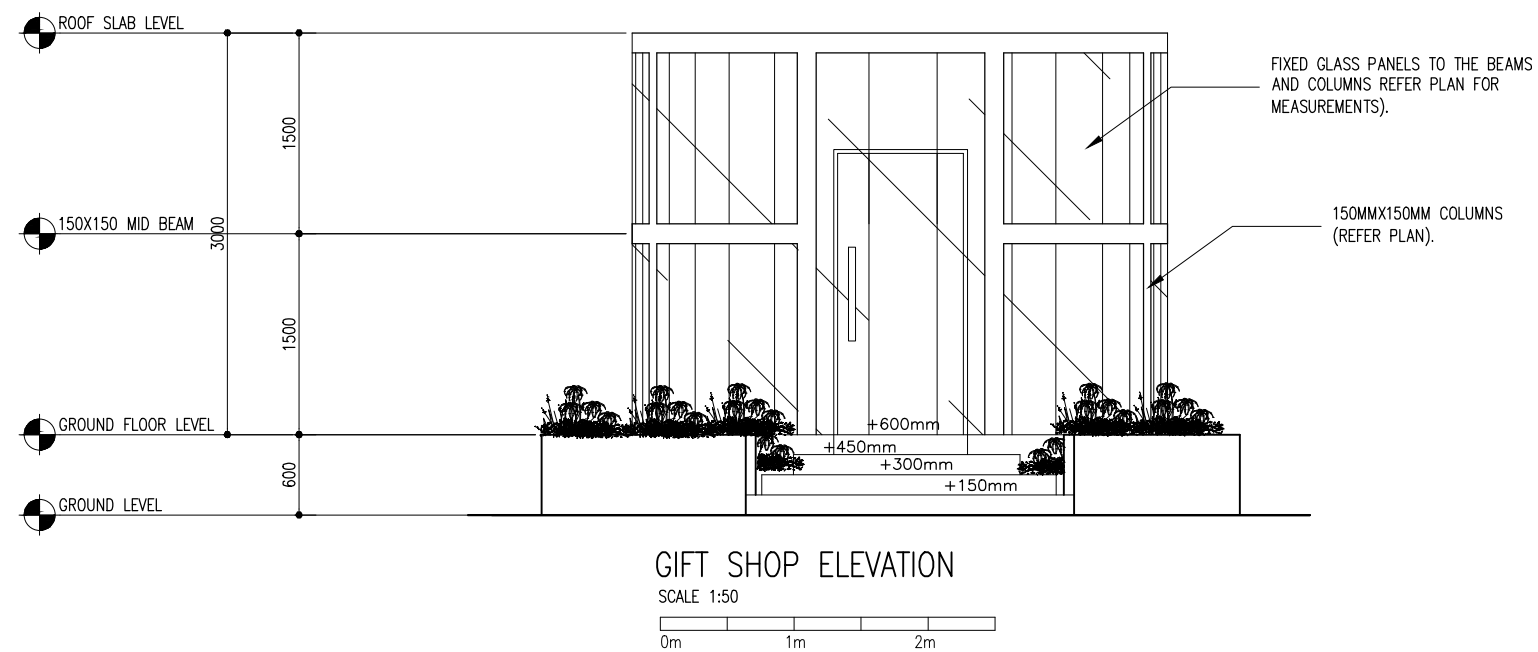 ROOF SLAB LEVEL
FIXED GLASS PANELS TO THE BEAMS
AND COLUMNS REFER PLAN FOR
MEASUREMENTS).
1500
150X150 MID BEAM
3000
150MMX150MM COLUMNS
(REFER PLAN).
1500
GROUND FLOOR LEVEL
+600mm
+450mm
+300mm
600
+150mm
GROUND LEVEL
GIFT SHOP ELEVATION
SCALE 1:50
0m 1m 2m